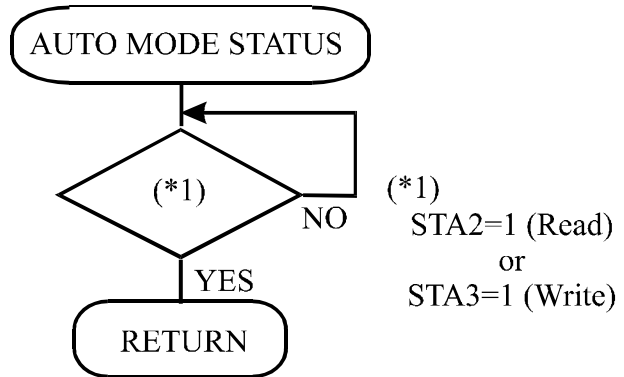 AUTO MODE STATUS
(*1)
NO
YES
RETURN
(*1)
STA2=1 (Read)
or
STA3=1 (Write)